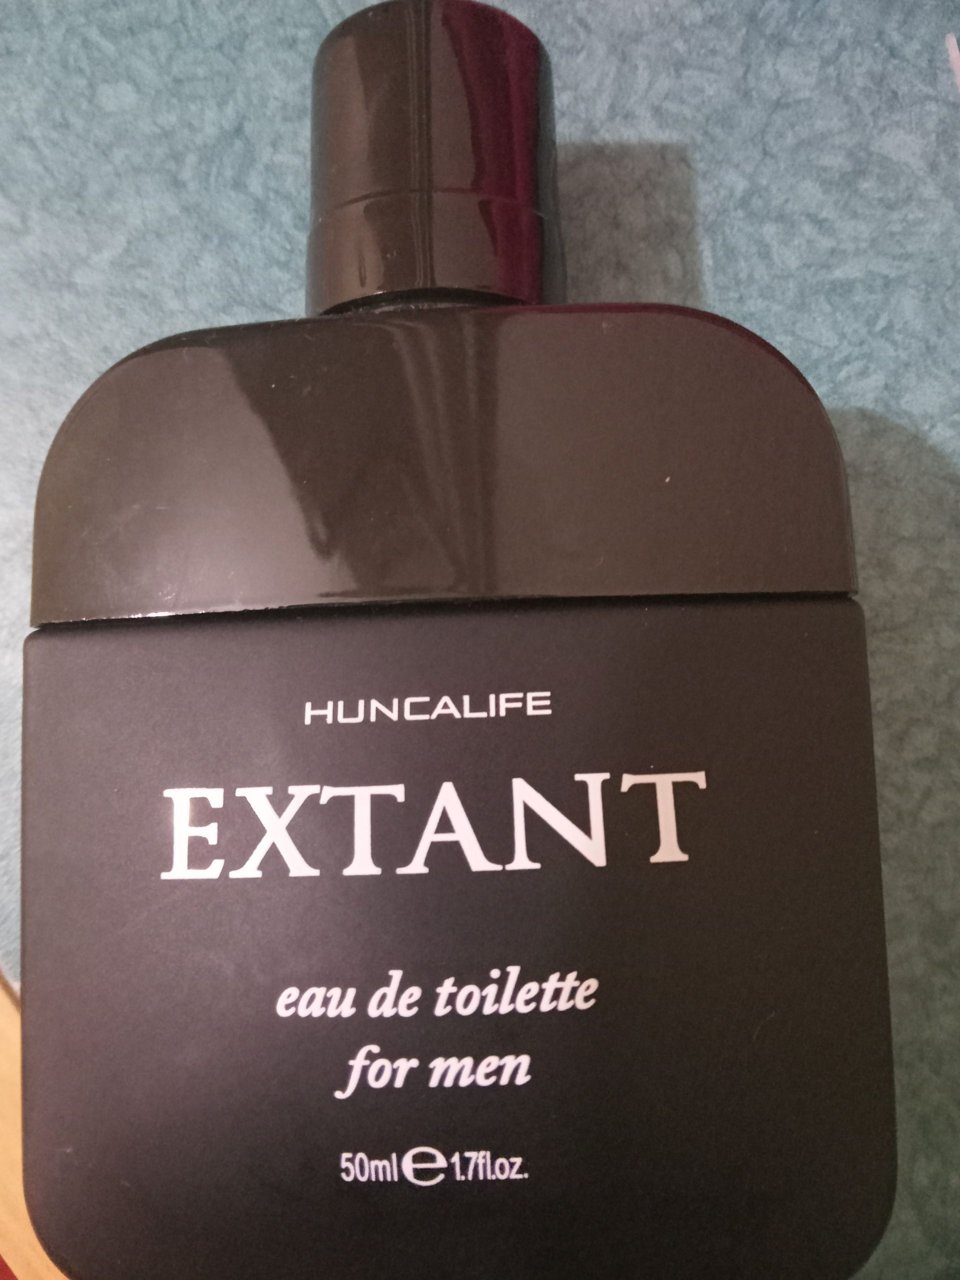 HUNCALIFE
EXTANT
eau de toilette
for men
50ml e 1.7fl.oz.